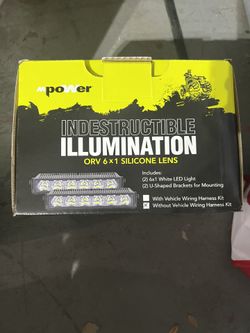 mpower
INDESTRUCTIBLE
ILLUMINATION
ORV 6×1 SILICONE LENS
Includes:
(2) 6x1 White LED Light
(2) U-Shaped Brackets for Mounting
With Vehicle Wiring Harness Kit
Without Vehicle Wiring Harness Kit